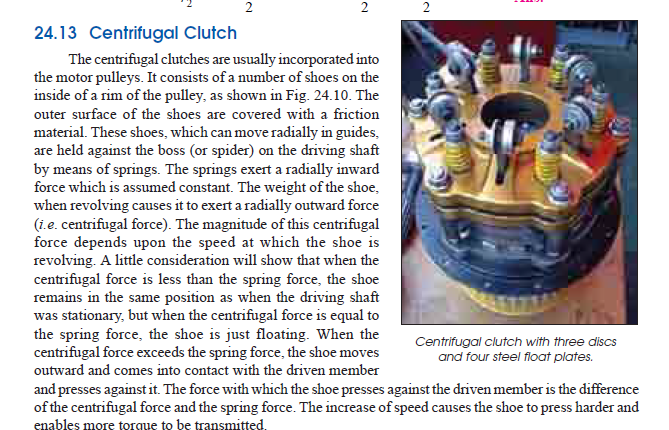 2
2
2
2
24.13 Centrifugal Clutch
The centrifugal clutches are usually incorporated into
the motor pulleys. It consists of a number of shoes on the
inside of a rim of the pulley, as shown in Fig. 24.10. The
outer surface of the shoes are covered with a friction
material. These shoes, which can move radially in guides,
are held against the boss (or spider) on the driving shaft
by means of springs. The springs exert a radially inward
force which is assumed constant. The weight of the shoe,
when revolving causes it to exert a radially outward force
(i.e. centrifugal force). The magnitude of this centrifugal
force depends upon the speed at which the shoe is
revolving. A little consideration will show that when the
centrifugal force is less than the spring force, the shoe
remains in the same position as when the driving shaft
was stationary, but when the centrifugal force is equal to
the spring force, the shoe is just floating. When the
centrifugal force exceeds the spring force, the shoe moves
outward and comes into contact with the driven member
and presses against it. The force with which the shoe presses against the driven member is the difference
of the centrifugal force and the spring force. The increase of speed causes the shoe to press harder and
enables more torque to be transmitted.
Centrifugal clutch with three discs
and four steel float plates.